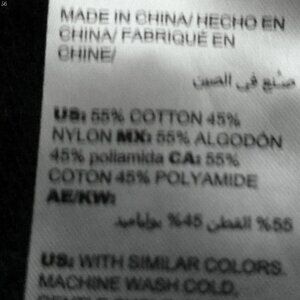 56
MADE IN CHINA/ HECHO EN
CHINA/ FABRIQUÉ EN
CHINE/
صنع في الصين
US: 55% COTTON 45%
NYLON MX: 55% ALGODÓN
45% poliamida CA: 55%
COTON 45% POLYAMIDE
AE/KW:
55% القطن 45% بولياميد
US: WITH SIMILAR COLORS.
MACHINE WASH COLD.